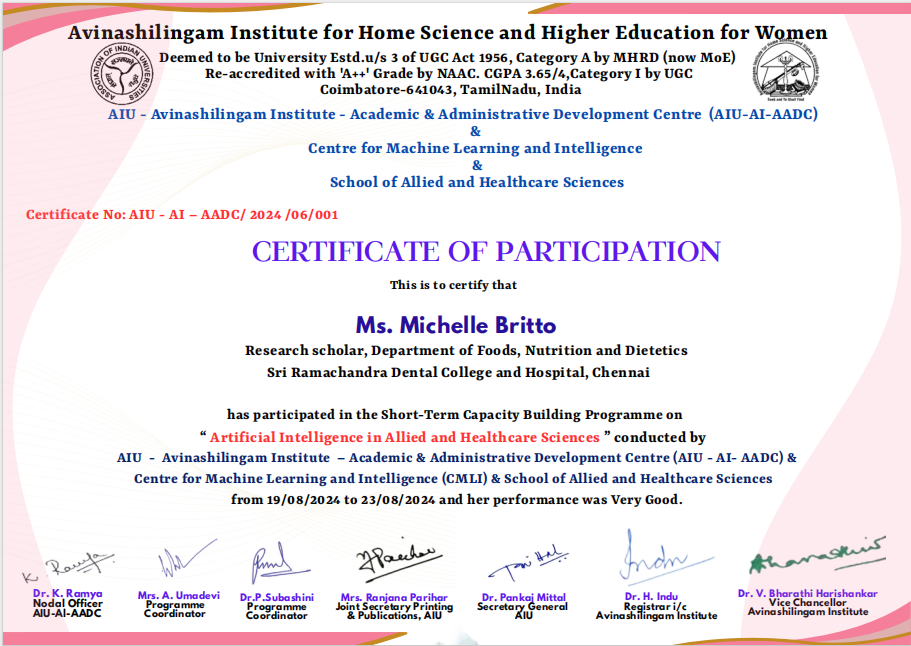 Avinashilingam Institute for Home Science and Higher Education for Women
Deemed to be University Estd.u/s 3 of UGC Act 1956, Category A by MHRD (now MoE)
Re-accredited with 'A++' Grade by NAAC. CGPA 3.65/4,Category I by UGC
Coimbatore-641043, TamilNadu, India
ASSOCIATION OF INDIAN UNIVERSITIES
AIU - Avinashilingam Institute - Academic & Administrative Development Centre (AIU-AI-AADC)
&
Centre for Machine Learning and Intelligence
&
School of Allied and Healthcare Sciences
Certificate No: AIU - AI – AADC/ 2024 /06/001
CERTIFICATE OF PARTICIPATION
This is to certify that
Ms. Michelle Britto
Research scholar, Department of Foods, Nutrition and Dietetics
Sri Ramachandra Dental College and Hospital, Chennai
has participated in the Short-Term Capacity Building Programme on
“ Artificial Intelligence in Allied and Healthcare Sciences ” conducted by
AIU - Avinashilingam Institute – Academic & Administrative Development Centre (AIU - AI- AADC) &
Centre for Machine Learning and Intelligence (CMLI) & School of Allied and Healthcare Sciences
from 19/08/2024 to 23/08/2024 and her performance was Very Good.
K Ramya
Dr. K. Ramya
Nodal Officer
AIU-AI-AADC
Mrs. A. Umadevi
Programme
Coordinator
Dr.P.Subashini
Programme
Coordinator
Mrs. Ranjana Parihar
Joint Secretary Printing
& Publications, AIU
Dr. Pankaj Mittal
Secretary General
AIU
Dr. H. Indu
Registrar i/c
Avinashilingam Institute
Dr. V. Bharathi Harishankar
Vice Chancellor
Avinashilingam Institute